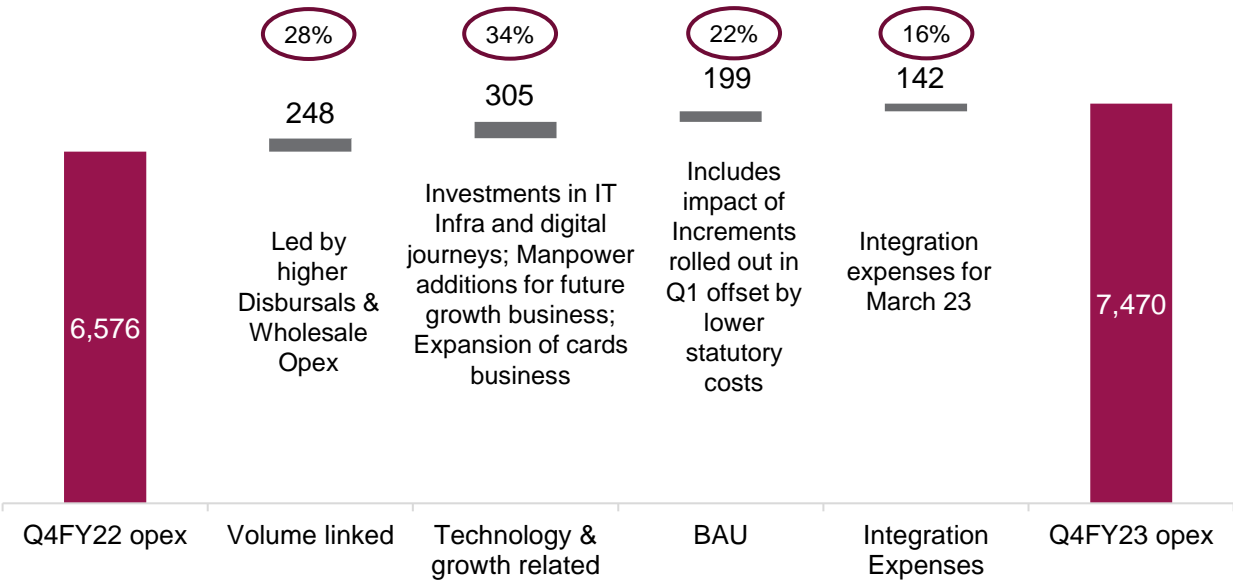 28%
34%
22%
16%
248
305
199
142
Led by
higher
Disbursals &
Wholesale
Opex
Investments in IT
Infra and digital
journeys; Manpower
additions for future
growth business;
Expansion of cards
business
Includes
impact of
Increments
rolled out in
Q1 offset by
lower
statutory
costs
Integration
expenses for
March 23
6,576
7,470
Q4FY22 opex
Volume linked
Technology &
growth related
BAU
Integration
Expenses
Q4FY23 opex